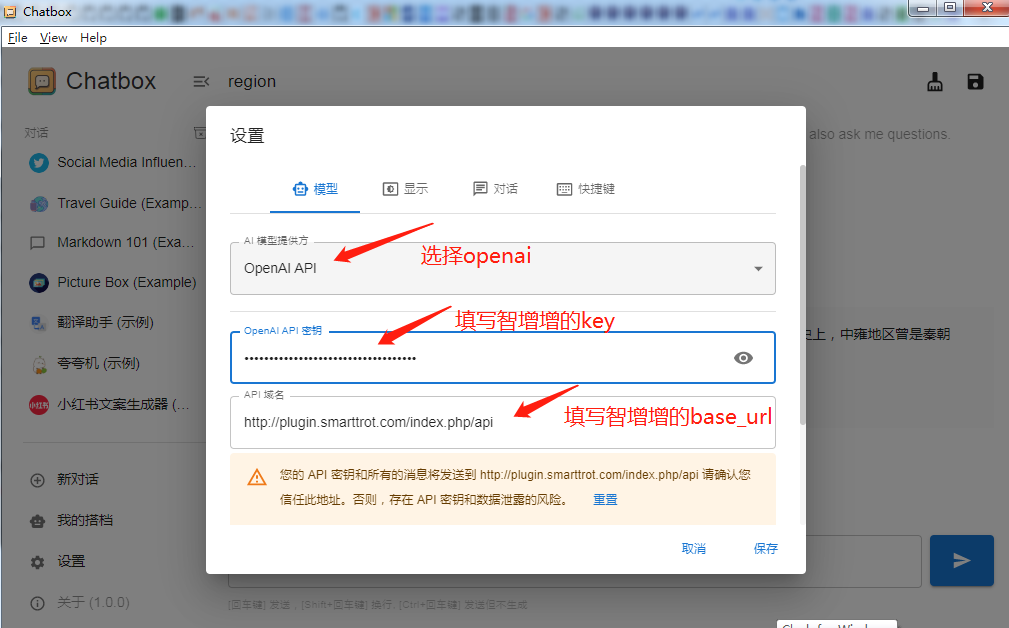 Chatbox
File View Help
Chatbox
region
对话
also ask me questions.
Social Media Influen...
Travel Guide (Examp...
Markdown 101 (Exa...
Picture Box (Example)
翻译助手 (示例)
夸夸机 (示例)
小红书文案生成器 (...
新对话
我的搭档
设置
关于 (1.0.0)
设置
模型
显示
对话
快捷键
AI 模型提供方
OpenAI API
选择openai
OpenAI API 密钥
填写智增增的key
••••••••••••••••••••••••••••••••••••
API 域名
http://plugin.smarttrot.com/index.php/api
填写智增增的base_url
您的 API 密钥和所有的消息将发送到 http://plugin.smarttrot.com/index.php/api 请确认您
信任此地址。否则，存在 API 密钥和数据泄露的风险。 重置
取消
保存
上，中雍地区曾是秦朝
[回车键] 发送，[Shift+回车键] 换行, [Ctrl+回车键] 发送但不生成